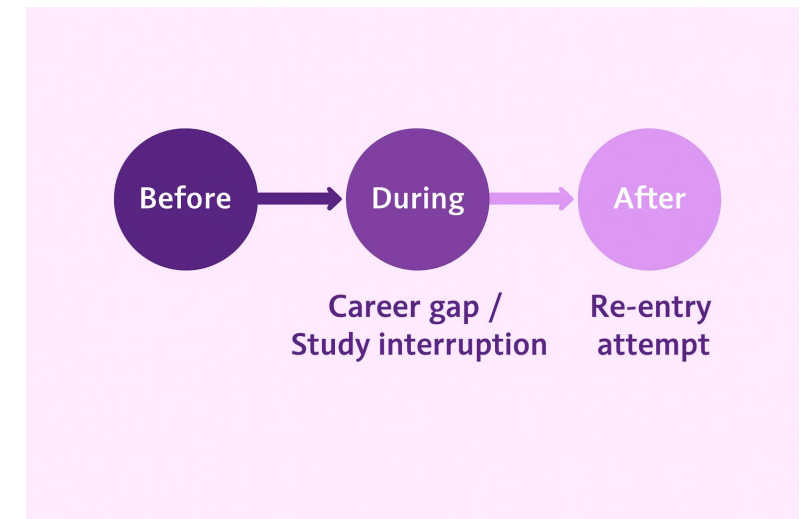 Before
During
After
Career gap /
Study interruption
Re-entry
attempt